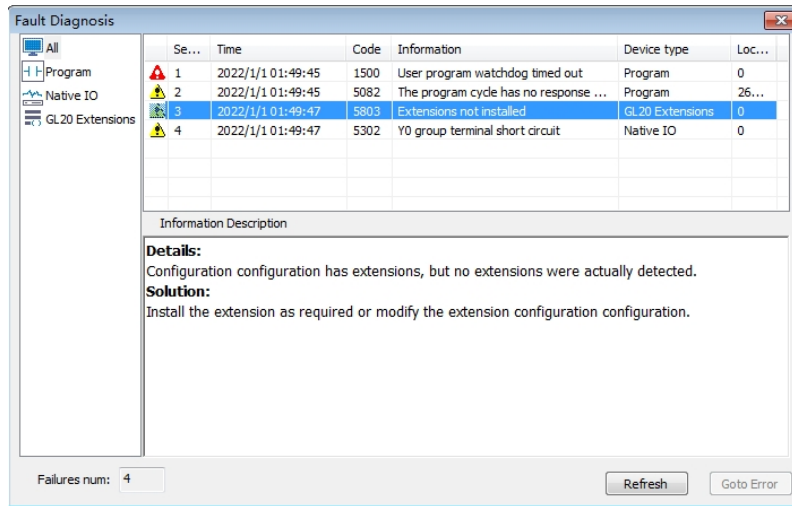 Fault Diagnosis
All
Program
Native IO
GL20 Extensions
Se... Time Code Information Device type Loc...
1 2022/1/1 01:49:45 1500 User program watchdog timed out Program 0
2 2022/1/1 01:49:45 5082 The program cycle has no response ... Program 26...
3 2022/1/1 01:49:47 5803 Extensions not installed GL20 Extensions 0
4 2022/1/1 01:49:47 5302 Y0 group terminal short circuit Native IO 0
Information Description
Details:
Configuration configuration has extensions, but no extensions were actually detected.
Solution:
Install the extension as required or modify the extension configuration configuration.
Failures num: 4
Refresh Goto Error